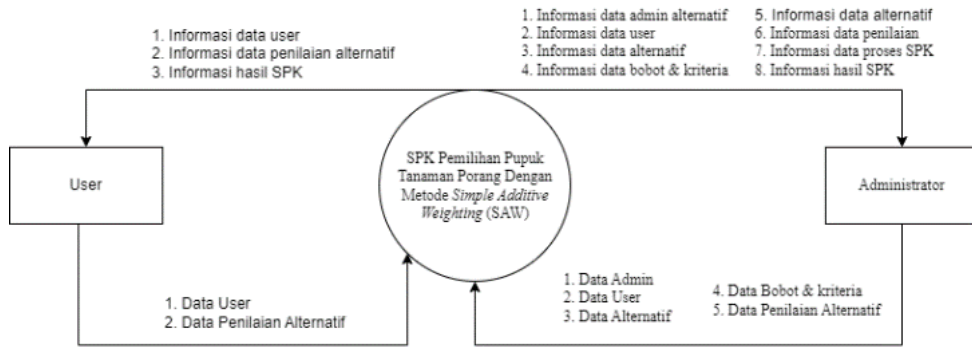 1. Informasi data user
2. Informasi data penilaian alternatif
3. Informasi hasil SPK
1. Informasi data admin alternatif
2. Informasi data user
3. Informasi data alternatif
4. Informasi data bobot & kriteria
5. Informasi data alternatif
6. Informasi data penilaian
7. Informasi data proses SPK
8. Informasi hasil SPK
User
SPK Pemilihan Pupuk
Tanaman Porang Dengan
Metode Simple Additive
Weighting (SAW)
Administrator
1. Data User
2. Data Penilaian Alternatif
1. Data Admin
2. Data User
3. Data Alternatif
4. Data Bobot & kriteria
5. Data Penilaian Alternatif